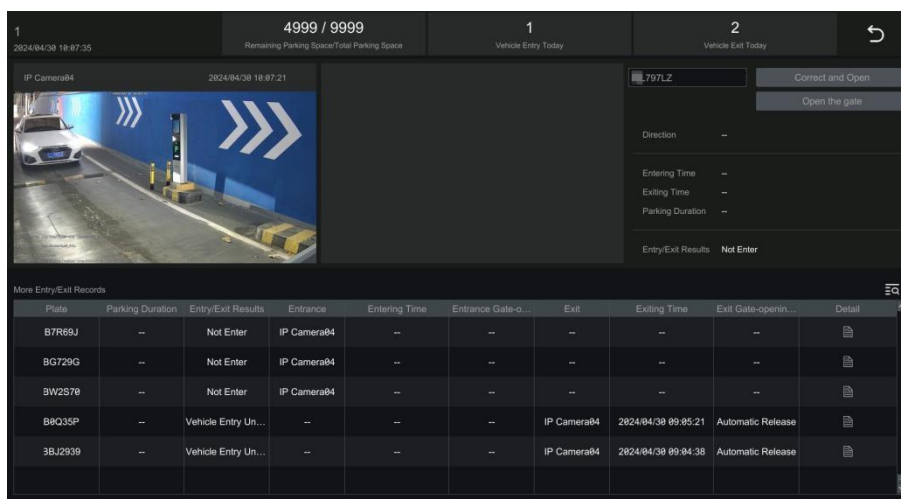 1
2024/04/30 10:07:35
4999 / 9999
Remaining Parking Space/Total Parking Space
1
Vehicle Entry Today
2
Vehicle Exit Today
IP Camera04 2024/04/30 10:07:21
L797LZ Correct and Open
Open the gate
Direction --
Entering Time --
Exiting Time --
Parking Duration --
Entry/Exit Results Not Enter
More Entry/Exit Records
Plate Parking Duration Entry/Exit Results Entrance Entering Time Entrance Gate-o... Exit Exiting Time Exit Gate-openin... Detail
B7R69J -- Not Enter IP Camera04 -- -- -- -- --
BG729G -- Not Enter IP Camera04 -- -- -- -- --
BW2S70 -- Not Enter IP Camera04 -- -- -- -- --
B0Q35P -- Vehicle Entry Un... -- -- -- IP Camera04 2024/04/30 09:05:21 Automatic Release
BBJ2939 -- Vehicle Entry Un... -- -- -- IP Camera04 2024/04/30 09:04:38 Automatic Release